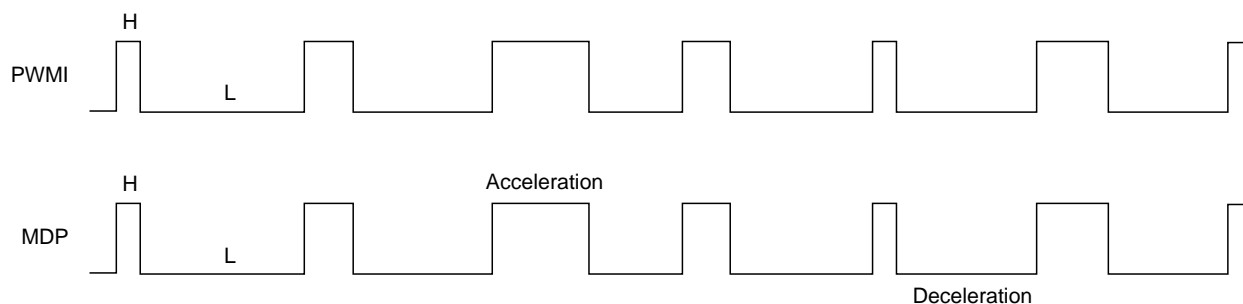 H
PWMI
L
H
Acceleration
MDP
L
Deceleration